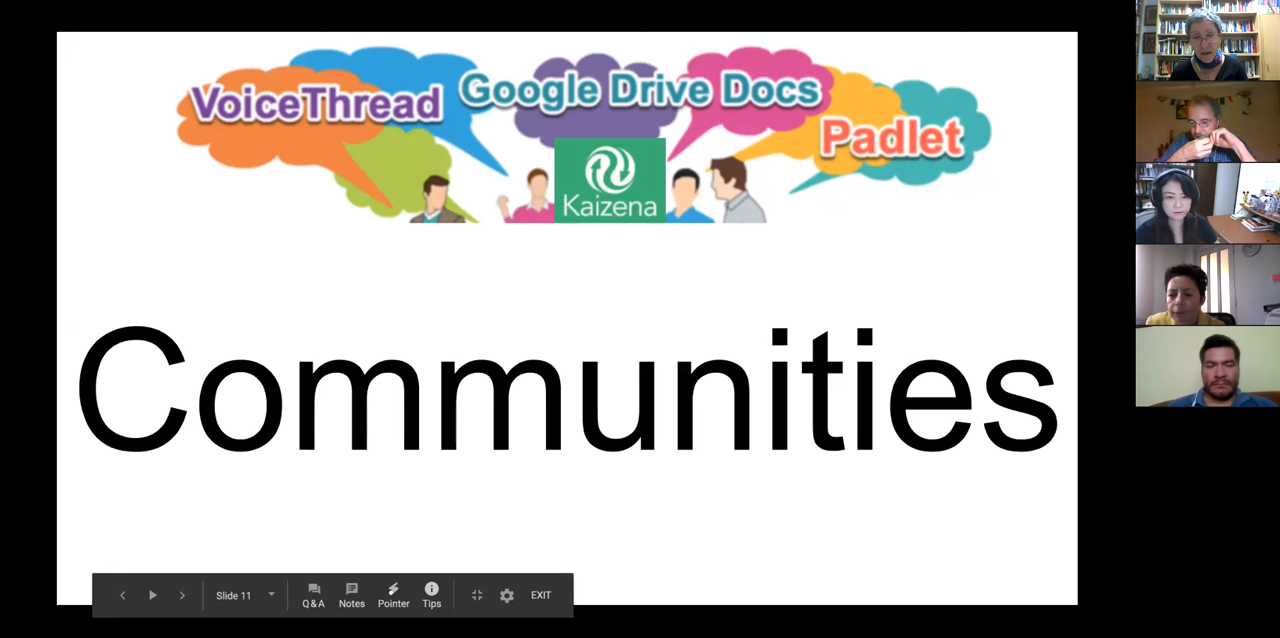 VoiceThread
Google Drive Docs
Padlet
Kaizena
Communities
Slide 11
Q&A
Notes
Pointer
Tips
EXIT